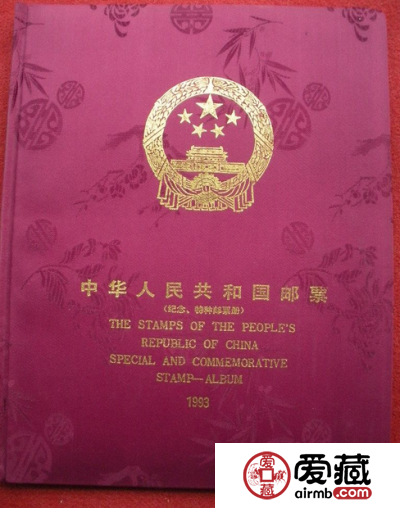 中华人民共和国邮票
（纪念、特种邮票册）
THE STAMPS OF THE PEOPLE'S
REPUBLIC OF CHINA
SPECIAL AND COMMEMORATIVE
STAMP—ALBUM
1993
爱藏
airmb.com